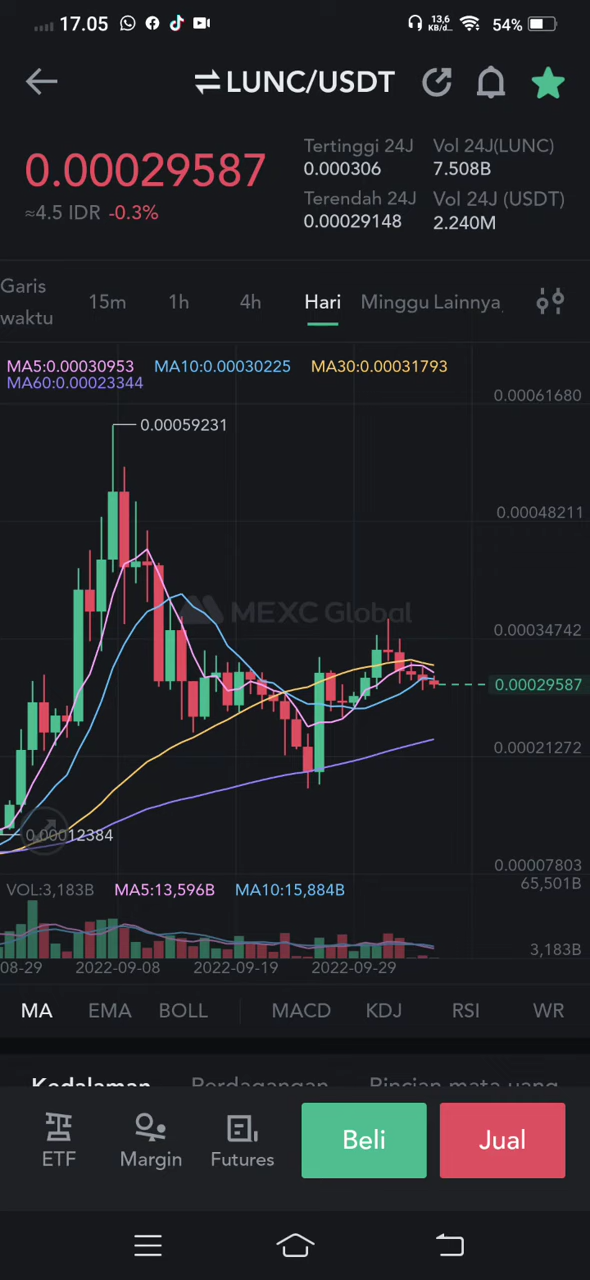 17.05 13,6 KB/d... 54%
LUNC/USDT
0.00029587
≈4.5 IDR -0.3%
Tertinggi 24J Vol 24J(LUNC)
0.000306 7.508B
Terendah 24J Vol 24J (USDT)
0.00029148 2.240M
Garis waktu 15m 1h 4h Hari Minggu Lainnya
MA5:0.00030953 MA10:0.00030225 MA30:0.00031793
MA60:0.00023344
0.00061680
0.00059231
0.00048211
MEXC Global
0.00034742
0.00029587
0.00021272
0.00012384
0.00007803
VOL:3,183B MA5:13,596B MA10:15,884B 65,501B
3,183B
08-29 2022-09-08 2022-09-19 2022-09-29
MA EMA BOLL MACD KDJ RSI WR
Kedalaman Perdagangan Rincian mata uang
ETF Margin Futures Beli Jual